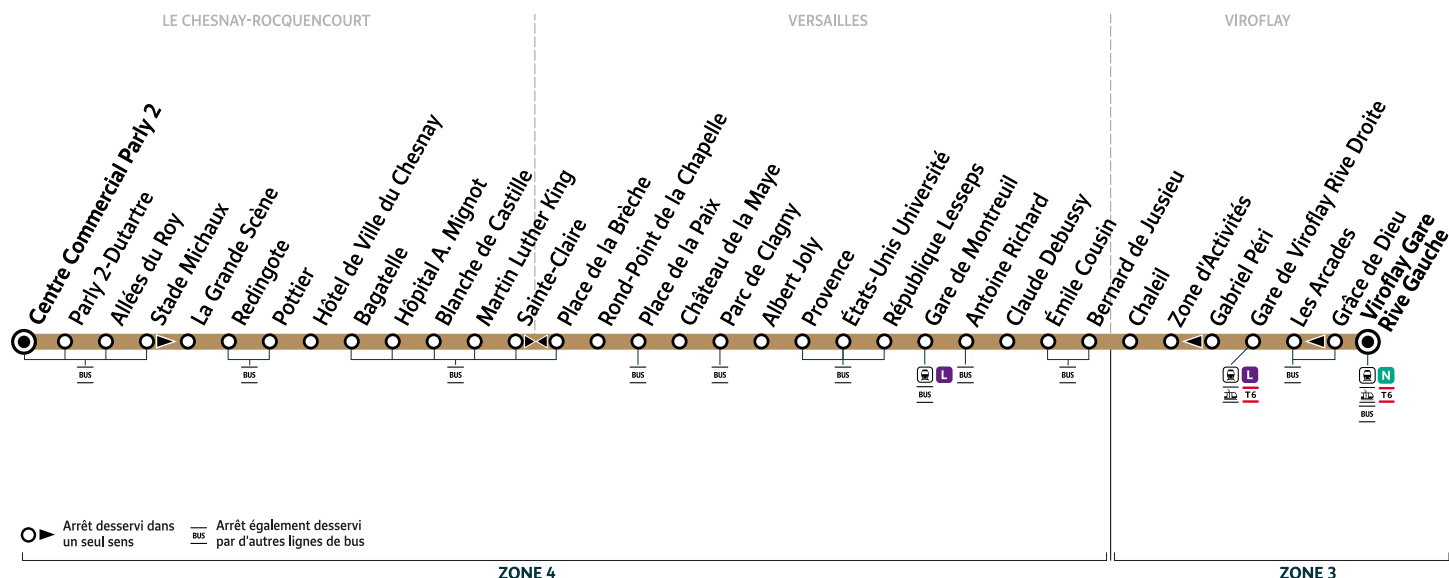 LE CHESNAY-ROCQUENCOURT
VERSAILLES
VIROFLAY
Centre Commercial Parly 2
Parly 2-Dutartre
Allées du Roy
Stade Michaux
La Grande Scène
Redingote
Pottier
Hôtel de Ville du Chesnay
Bagatelle
Hôpital A. Mignot
Blanche de Castille
Martin Luther King
Sainte-Claire
Place de la Brèche
Rond-Point de la Chapelle
Place de la Paix
Château de la Maye
Parc de Clagny
Albert Joly
Provence
États-Unis Université
République Lesseps
Gare de Montreuil
Antoine Richard
Claude Debussy
Émile Cousin
Bernard de Jussieu
Chaleil
Zone d'Activités
Gabriel Péri
Gare de Viroflay Rive Droite
Les Arcades
Grâce de Dieu
Viroflay Gare
Rive Gauche
BUS
BUS
BUS
BUS
BUS
BUS
L
BUS
BUS
BUS
L
T6
BUS
N
T6
BUS
Arrêt desservi dans
un seul sens
BUS
Arrêt également desservi
par d'autres lignes de bus
ZONE 4
ZONE 3